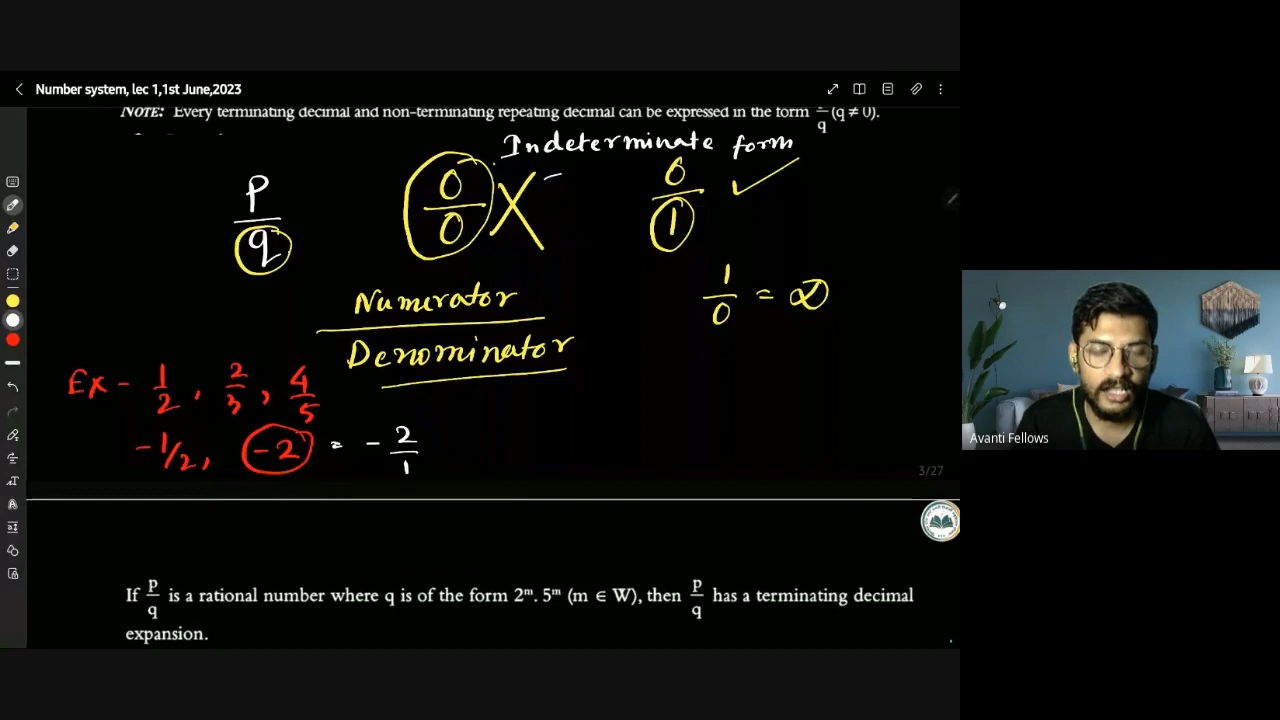 Number system, lec 1,1st June,2023
NOTE: Every terminating decimal and non-terminating repeating decimal can be expressed in the form
q (q ≠ 0).
Indeterminate form
p/q
0/0 X
0/1 ✓
1/0 = ∞
Numerator
Denominator
Ex - 1/2, 2/3, 4/5
-1/2, -2 = - 2/1
3/27
If p/q is a rational number where q is of the form 2ᵐ. 5ᵐ (m ∈ W), then p/q has a terminating decimal
expansion.
Avanti Fellows